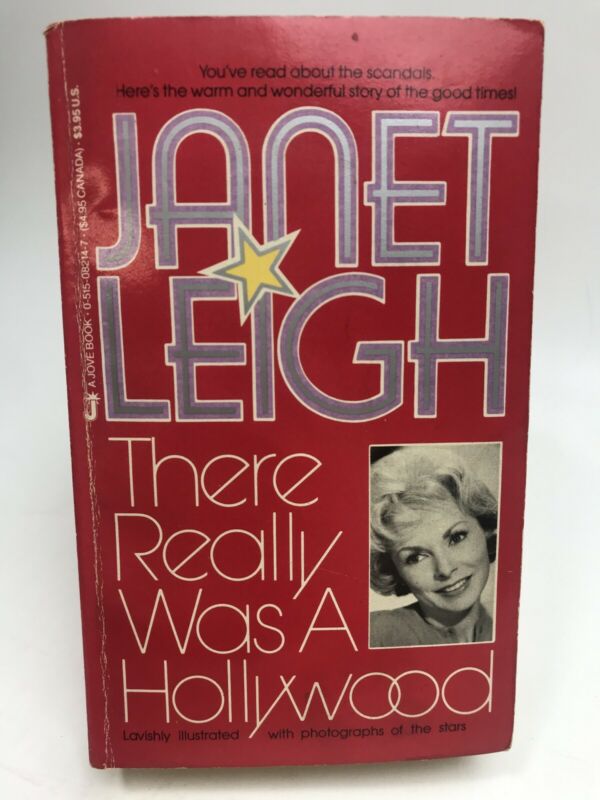 You've read about the scandals.
Here's the warm and wonderful story of the good times!
JANET
LEIGH
There
Really
Was A
Hollywood
Lavishly illustrated with photographs of the stars
A JOVE BOOK · 0-515-08214-7 · ($4.95 CANADA) · $3.95 U.S.